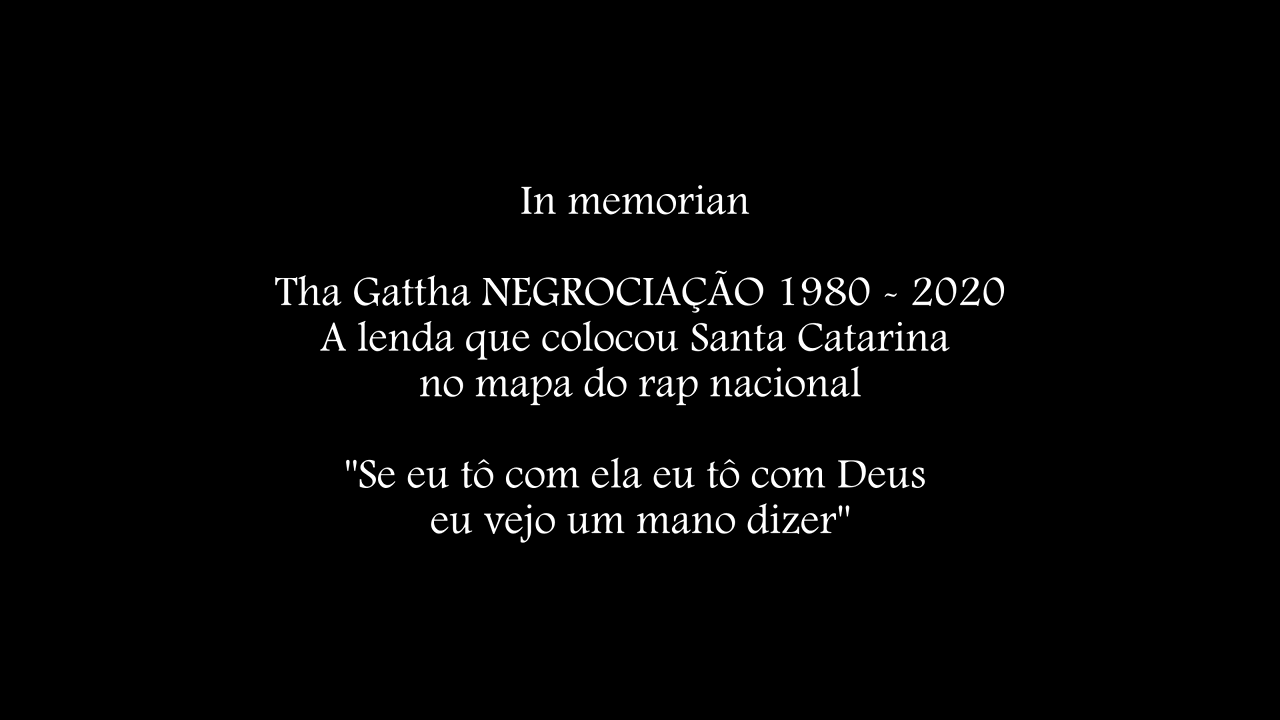 In memorian
Tha Gattha NEGROCIAÇÃO 1980 - 2020
A lenda que colocou Santa Catarina
no mapa do rap nacional
"Se eu tô com ela eu tô com Deus
eu vejo um mano dizer"